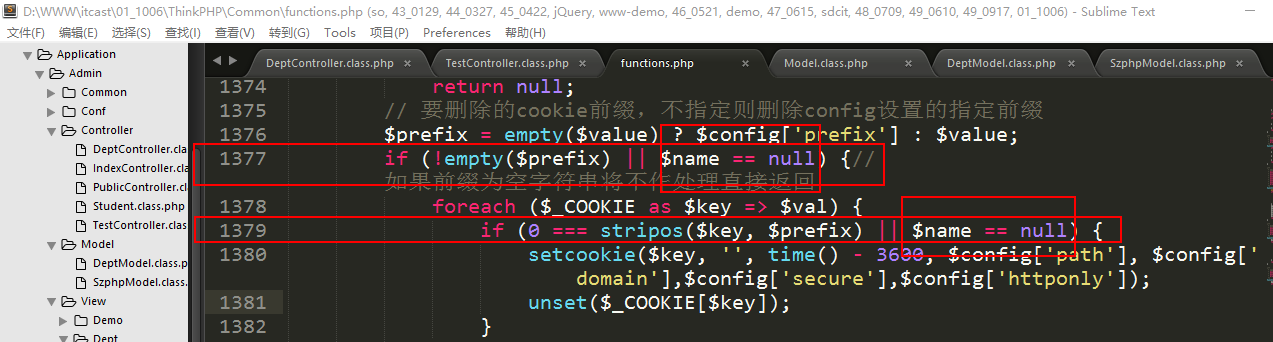 D:\WWW\itcast\01_1006\ThinkPHP\Common\functions.php (so, 43_0129, 44_0327, 45_0422, jQuery, www-demo, 46_0521, demo, 47_0615, sdcit, 48_0709, 49_0610, 49_0917, 01_1006) - Sublime Text
文件(F) 编辑(E) 选择(S) 查找(I) 查看(V) 转到(G) Tools 项目(P) Preferences 帮助(H)
Application
Admin
Common
Conf
Controller
DeptController.cla
IndexController.cl
PublicController.cl
Student.class.php
TestController.cla
Model
DeptModel.class.p
SzphpModel.class.
View
Demo
Dept
DeptController.class.php × TestController.class.php × functions.php × Model.class.php × DeptModel.class.php × SzphpModel.class.php ×
1374 return null;
1375 // 要删除的cookie前缀，不指定则删除config设置的指定前缀
1376 $prefix = empty($value) ? $config['prefix'] : $value;
1377 if (!empty($prefix) || $name == null) {//
如果前缀为空字符串将不作处理直接返回
1378 foreach ($_COOKIE as $key => $val) {
1379 if (0 === stripos($key, $prefix) || $name == null) {
1380 setcookie($key, '', time() - 3600, $config['path'], $config['
domain'],$config['secure'],$config['httponly']);
1381 unset($_COOKIE[$key]);
1382 }